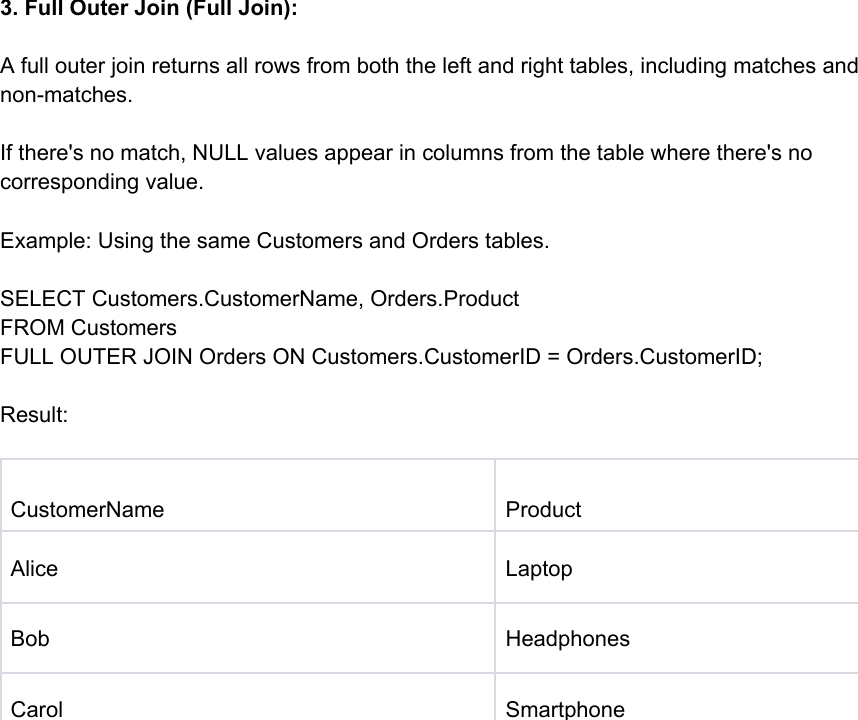 3. Full Outer Join (Full Join):
A full outer join returns all rows from both the left and right tables, including matches and
non-matches.
If there's no match, NULL values appear in columns from the table where there's no
corresponding value.
Example: Using the same Customers and Orders tables.
SELECT Customers.CustomerName, Orders.Product
FROM Customers
FULL OUTER JOIN Orders ON Customers.CustomerID = Orders.CustomerID;
Result:
CustomerName Product
Alice Laptop
Bob Headphones
Carol Smartphone